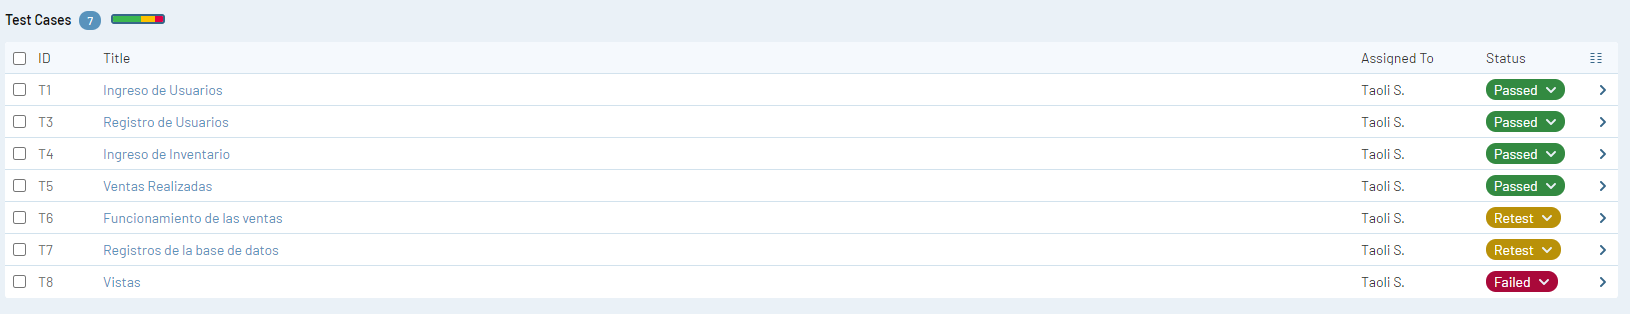 Test Cases 7
ID Title Assigned To Status
T1 Ingreso de Usuarios Taoli S. Passed
T3 Registro de Usuarios Taoli S. Passed
T4 Ingreso de Inventario Taoli S. Passed
T5 Ventas Realizadas Taoli S. Passed
T6 Funcionamiento de las ventas Taoli S. Retest
T7 Registros de la base de datos Taoli S. Retest
T8 Vistas Taoli S. Failed